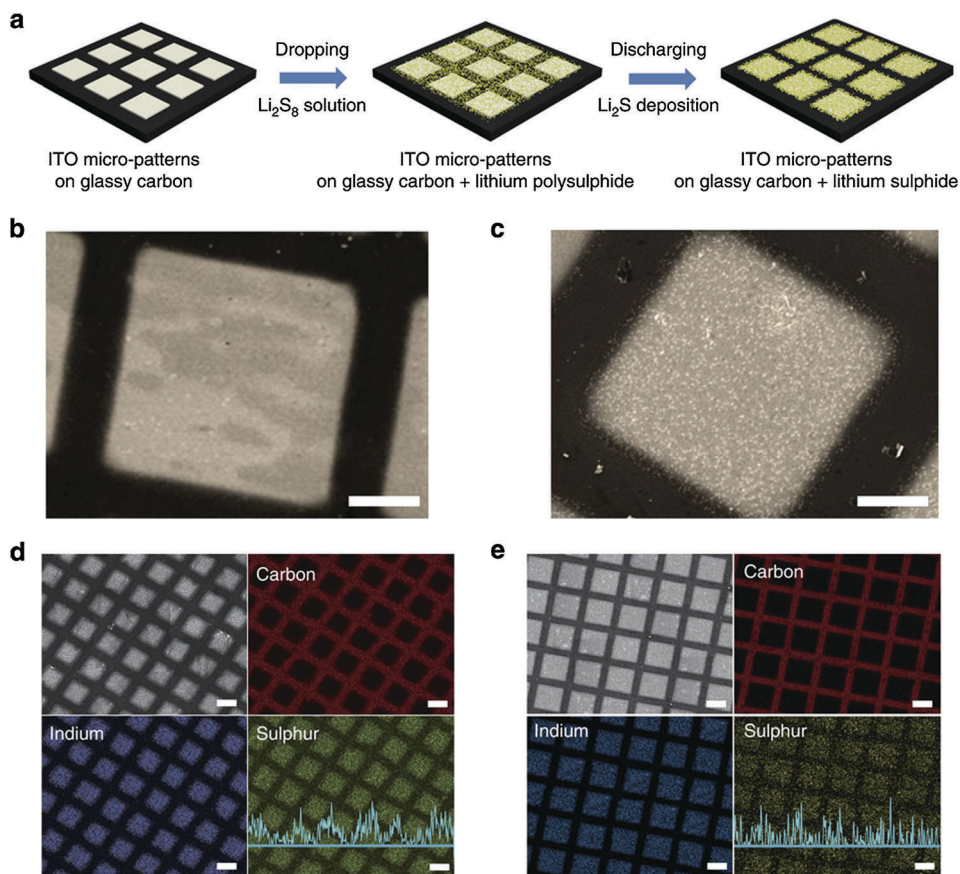 a
Dropping
Li2S8 solution
Discharging
Li2S deposition
ITO micro-patterns
on glassy carbon
ITO micro-patterns
on glassy carbon + lithium polysulphide
ITO micro-patterns
on glassy carbon + lithium sulphide
b
c
d
Carbon
Indium
Sulphur
e
Carbon
Indium
Sulphur